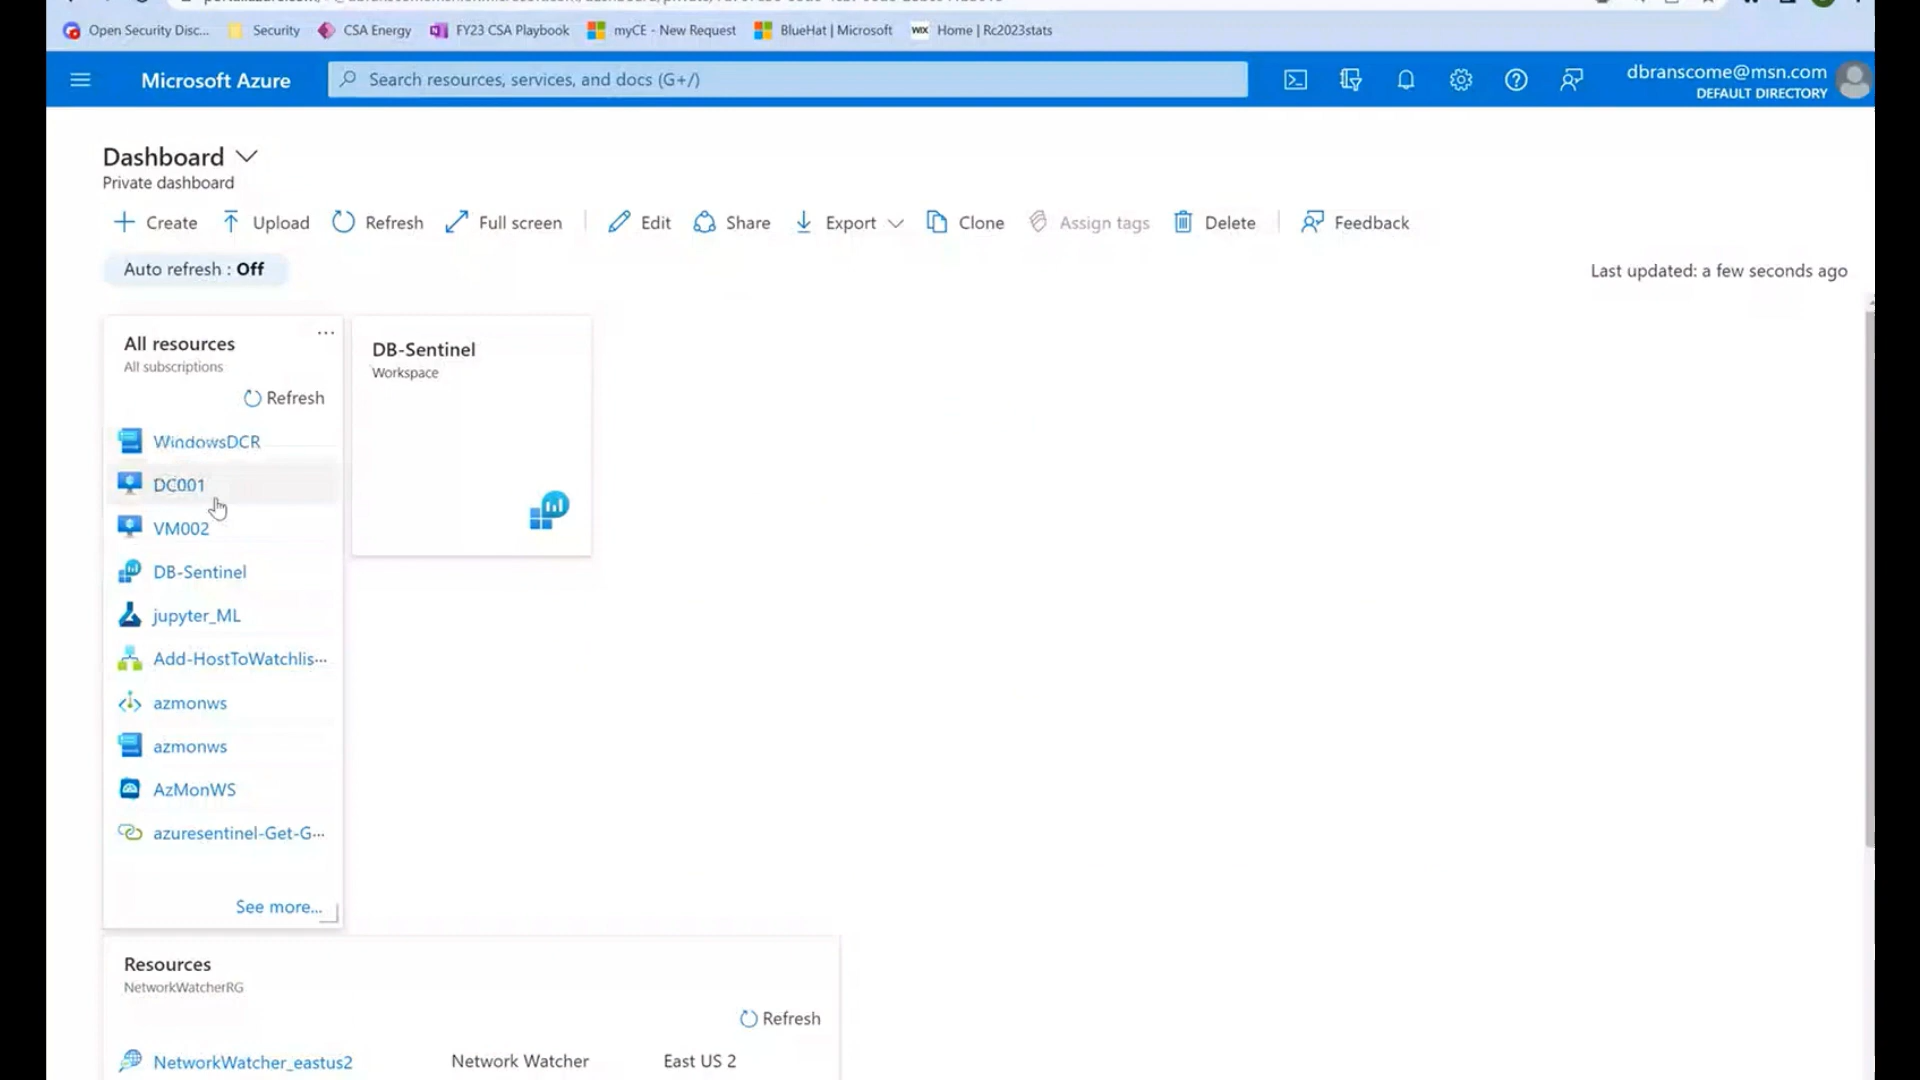 Open Security Disc...
Security
CSA Energy
FY23 CSA Playbook
myCE - New Request
BlueHat | Microsoft
WIX Home | Rc2023stats
Microsoft Azure
Search resources, services, and docs (G+/)
dbranscome@msn.com
DEFAULT DIRECTORY
Dashboard
Private dashboard
Create
Upload
Refresh
Full screen
Edit
Share
Export
Clone
Assign tags
Delete
Feedback
Auto refresh : Off
Last updated: a few seconds ago
All resources
All subscriptions
Refresh
WindowsDCR
DC001
VM002
DB-Sentinel
jupyter_ML
Add-HostToWatchlis...
azmonws
azmonws
AzMonWS
azuresentinel-Get-G...
See more...
DB-Sentinel
Workspace
Resources
NetworkWatcherRG
Refresh
NetworkWatcher_eastus2 Network Watcher East US 2